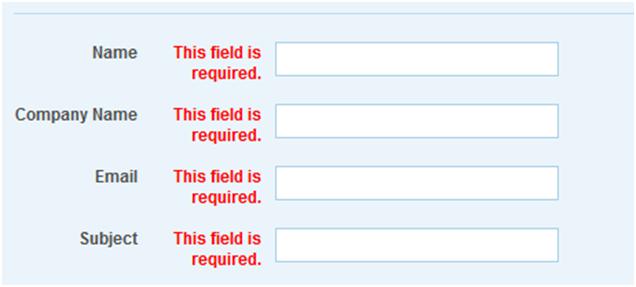 Name This field is
required.
Company Name This field is
required.
Email This field is
required.
Subject This field is
required.